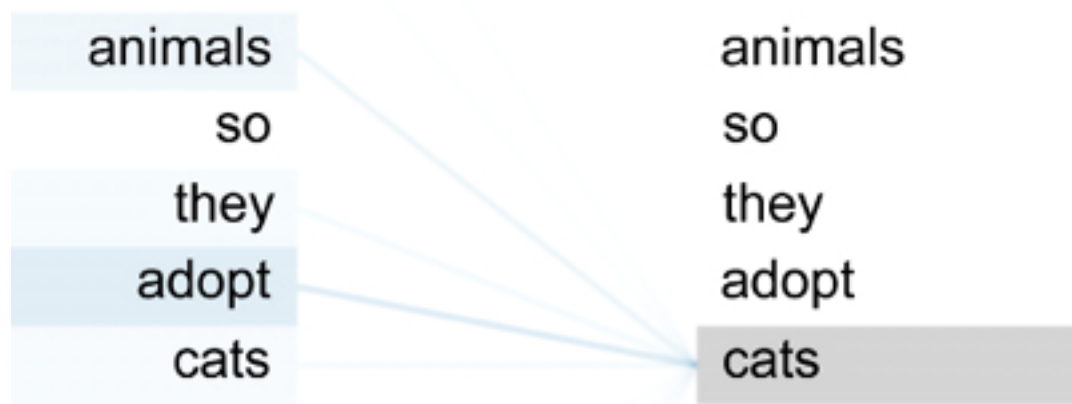 animals animals
so so
they they
adopt adopt
cats cats